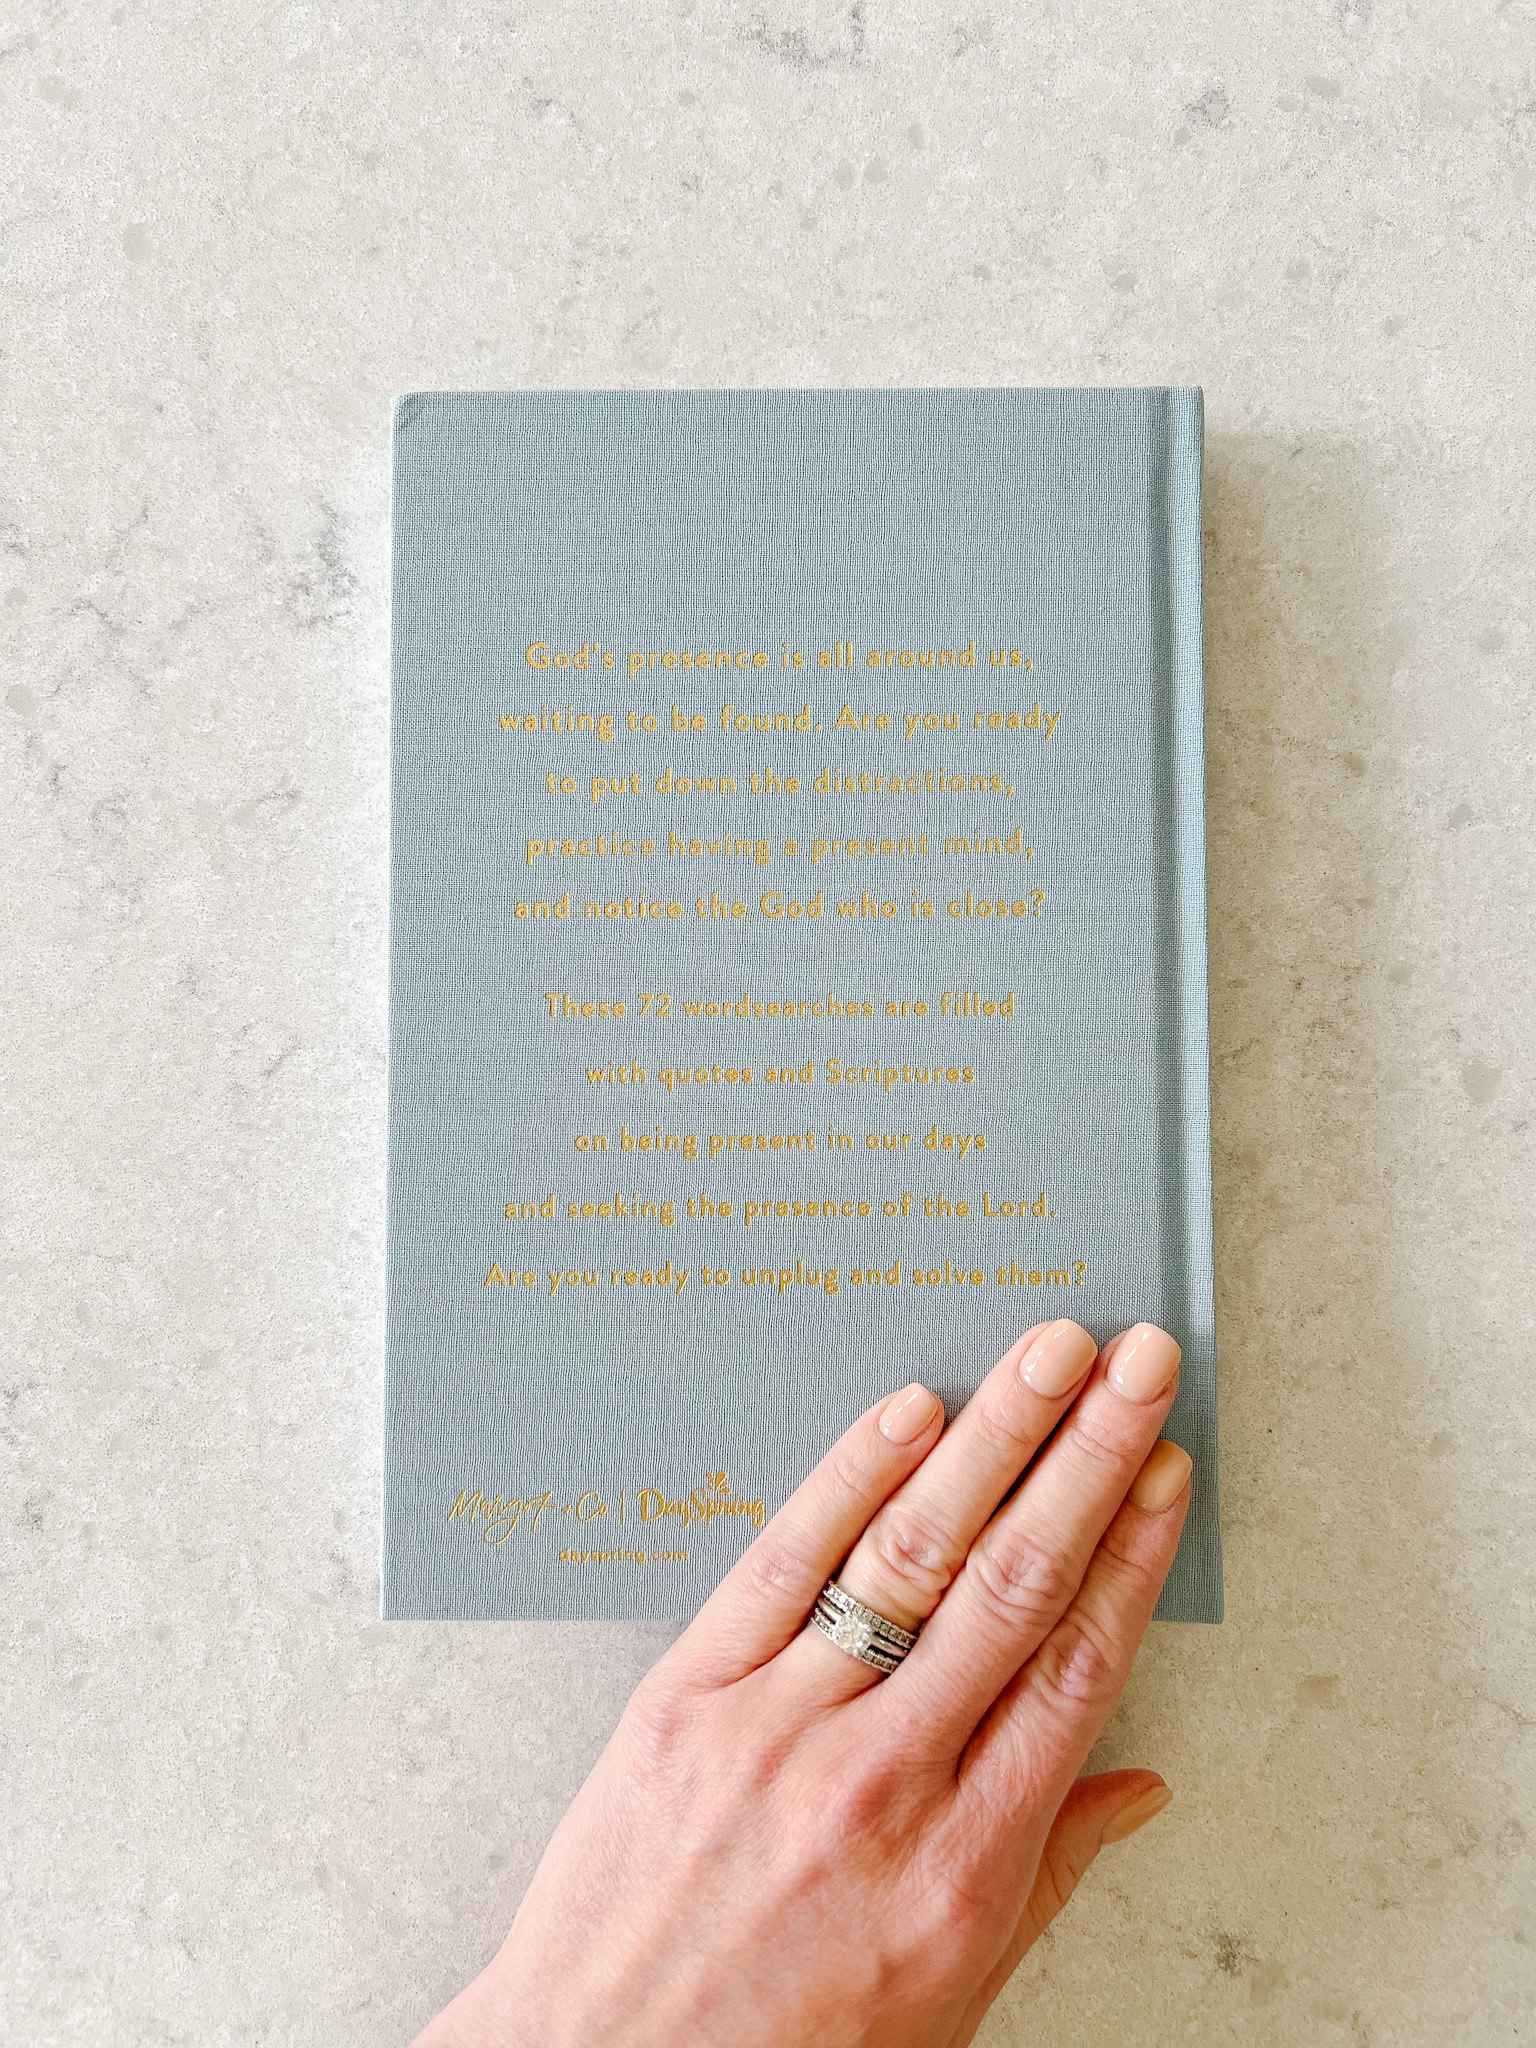 God's presence is all around us,
waiting to be found. Are you ready
to put down the distractions,
practice having a present mind,
and notice the God who is close?
These 72 wordsearches are filled
with quotes and Scriptures
on being present in our days
and seeking the presence of the Lord.
Are you ready to unplug and solve them?
Margot + Co | DaySpring
dayspring.com